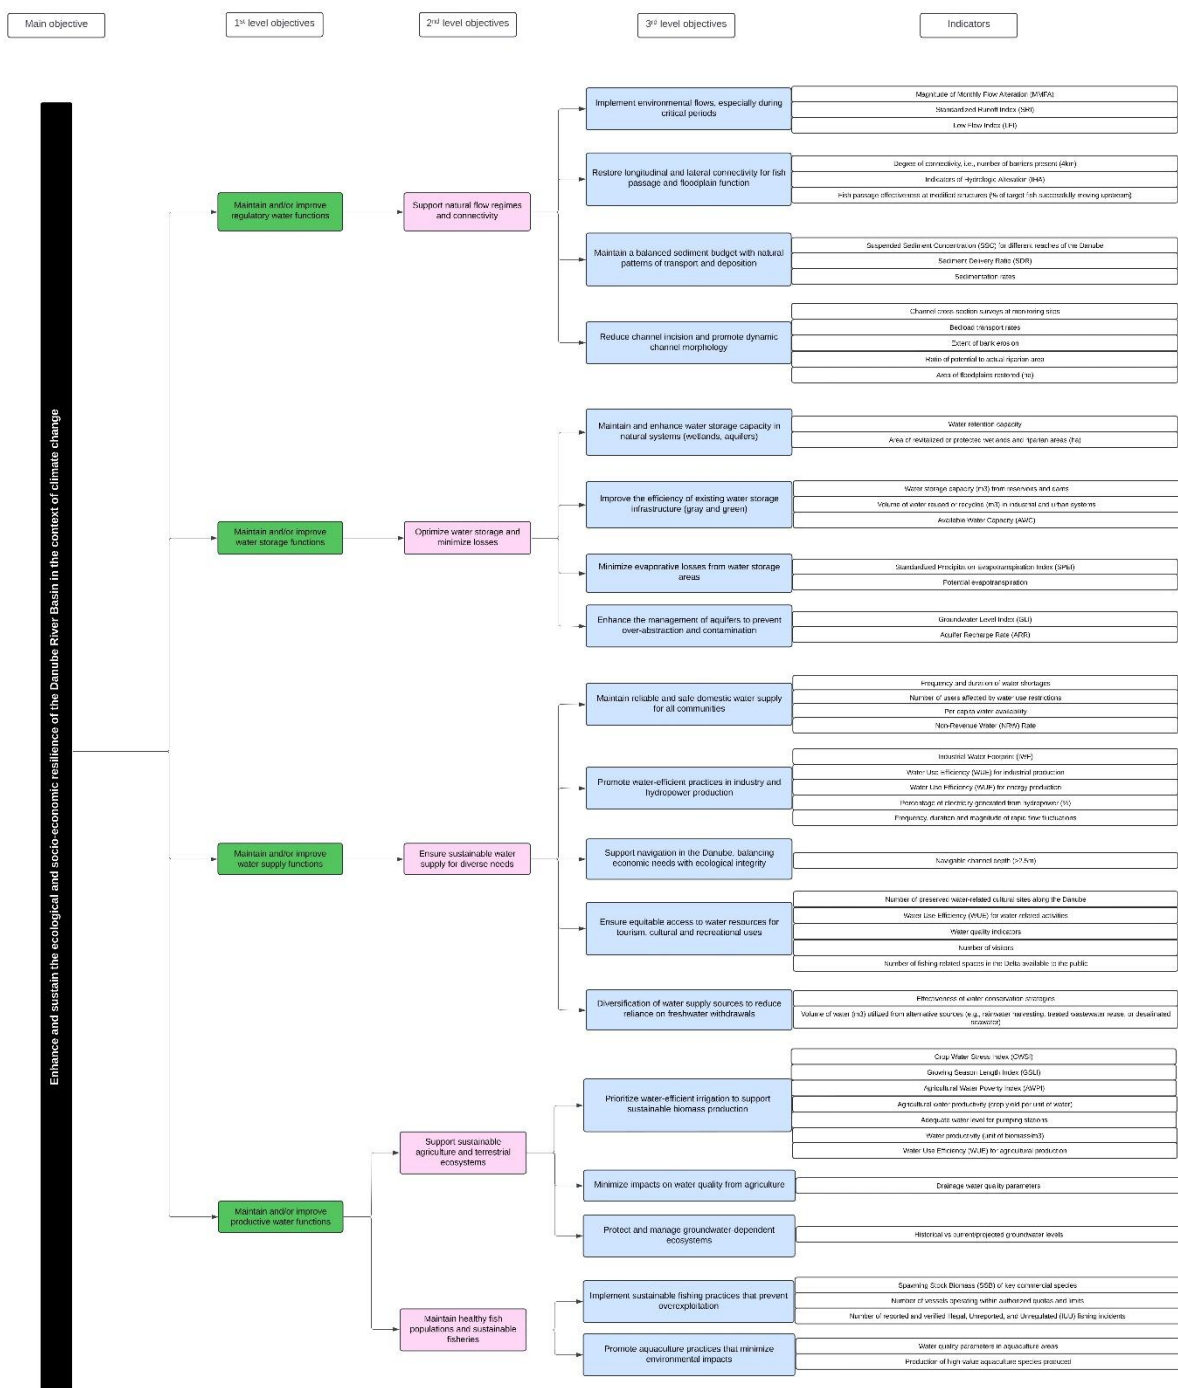 Main objective
1st level objectives
2nd level objectives
3rd level objectives
Indicators
Enhance and sustain the ecological and socio-economic resilience of the Danube River Basin in the context of climate change
Maintain and/or improve
regulatory water functions
Support natural flow regimes
and connectivity
Implement environmental flows, especially during
critical periods
Magnitude of Monthly Flow Alteration (MMFA)
Standardized Runoff Index (SRI)
Low Flow Index (LFI)
Restore longitudinal and lateral connectivity for fish
passage and floodplain function
Degree of connectivity, i.e., number of barriers present (4km)
Indicators of Hydrologic Alteration (IHA)
Fish passage effectiveness at modified structures (% of target fish successfully moving upstream)
Maintain a balanced sediment budget with natural
patterns of transport and deposition
Suspended Sediment Concentration (SSC) for different reaches of the Danube
Sediment Delivery Ratio (SDR)
Sedimentation rates
Reduce channel incision and promote dynamic
channel morphology
Channel cross-section surveys at monitoring sites
Bedload transport rates
Extent of bank erosion
Ratio of potential to actual riparian area
Area of floodplains restored (ha)
Maintain and/or improve
water storage functions
Optimize water storage and
minimize losses
Maintain and enhance water storage capacity in
natural systems (wetlands, aquifers)
Water retention capacity
Area of revitalized or protected wetlands and riparian areas (ha)
Improve the efficiency of existing water storage
infrastructure (gray and green)
Water storage capacity (m3) from reservoirs and dams
Volume of water reused or recycled (m3) in industrial and urban systems
Available Water Capacity (AWC)
Minimize evaporative losses from water storage
areas
Standardized Precipitation evapotranspiration Index (SPEI)
Potential evapotranspiration
Enhance the management of aquifers to prevent
over-abstraction and contamination
Groundwater Level Index (GLI)
Aquifer Recharge Rate (ARR)
Maintain and/or improve
water supply functions
Ensure sustainable water
supply for diverse needs
Maintain reliable and safe domestic water supply
for all communities
Frequency and duration of water shortages
Number of users affected by water use restrictions
Per capita water availability
Non-Revenue Water (NRW) Rate
Promote water-efficient practices in industry and
hydropower production
Industrial Water Footprint (IWF)
Water Use Efficiency (WUE) for industrial production
Water Use Efficiency (WUE) for energy production
Percentage of electricity generated from hydropower (%)
Frequency, duration and magnitude of rapid flow fluctuations
Support navigation in the Danube, balancing
economic needs with ecological integrity
Navigable channel depth (>2.5m)
Ensure equitable access to water resources for
tourism, cultural and recreational uses
Number of preserved water-related cultural sites along the Danube
Water Use Efficiency (WUE) for water related activities
Water quality indicators
Number of visitors
Number of fishing related spaces in the Delta available to the public
Diversification of water supply sources to reduce
reliance on freshwater withdrawals
Effectiveness of water conservation strategies
Volume of water (m3) utilized from alternative sources (e.g., rainwater harvesting, treated wastewater reuse, or desalinated
seawater)
Maintain and/or improve
productive water functions
Support sustainable
agriculture and terrestrial
ecosystems
Prioritize water-efficient irrigation to support
sustainable biomass production
Crop Water Stress Index (CWSI)
Growing Season Length Index (GSLI)
Agricultural Water Poverty Index (AWPI)
Agricultural water productivity (crop yield per unit of water)
Adequate water level for pumping stations
Water productivity (unit of biomass/m3)
Water Use Efficiency (WUE) for agricultural production
Minimize impacts on water quality from agriculture
Drainage water quality parameters
Protect and manage groundwater-dependent
ecosystems
Historical vs current/projected groundwater levels
Maintain healthy fish
populations and sustainable
fisheries
Implement sustainable fishing practices that prevent
overexploitation
Spawning Stock Biomass (SSB) of key commercial species
Number of vessels operating within authorized quotas and limits
Number of reported and verified Illegal, Unreported, and Unregulated (IUU) fishing incidents
Promote aquaculture practices that minimize
environmental impacts
Water quality parameters in aquaculture areas
Production of high value aquaculture species produced